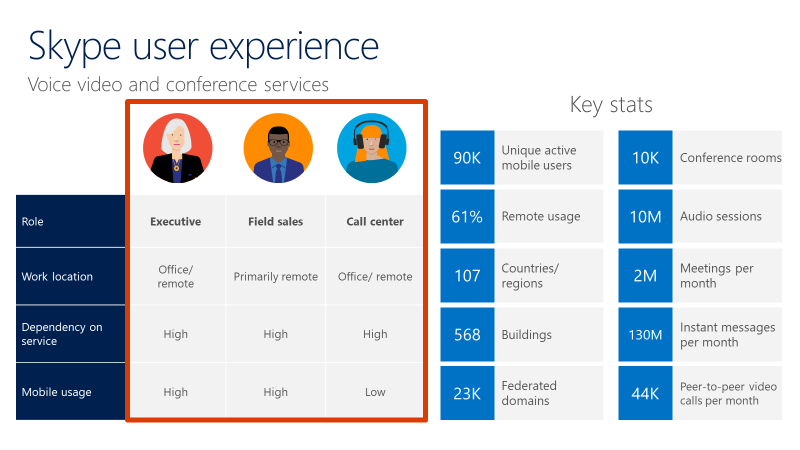 Skype user experience
Voice video and conference services
Role
Executive
Field sales
Call center
Work location
Office/
remote
Primarily remote
Office/ remote
Dependency on
service
High
High
High
Mobile usage
High
High
Low
Key stats
90K
Unique active
mobile users
10K
Conference rooms
61%
Remote usage
10M
Audio sessions
107
Countries/
regions
2M
Meetings per
month
568
Buildings
130M
Instant messages
per month
23K
Federated
domains
44K
Peer-to-peer video
calls per month